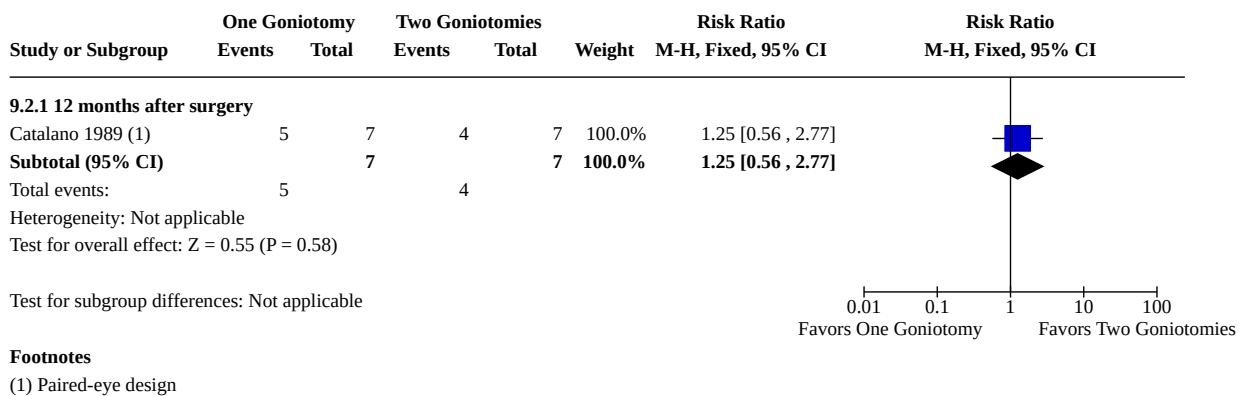 One Goniotomy Two Goniotomies Risk Ratio Risk Ratio
Study or Subgroup Events Total Events Total Weight M-H, Fixed, 95% CI M-H, Fixed, 95% CI
9.2.1 12 months after surgery
Catalano 1989 (1) 5 7 4 7 100.0% 1.25 [0.56 , 2.77]
Subtotal (95% CI) 7 7 100.0% 1.25 [0.56 , 2.77]
Total events: 5 4
Heterogeneity: Not applicable
Test for overall effect: Z = 0.55 (P = 0.58)
Test for subgroup differences: Not applicable
0.01 0.1 1 10 100
Favors One Goniotomy Favors Two Goniotomies
Footnotes
(1) Paired-eye design